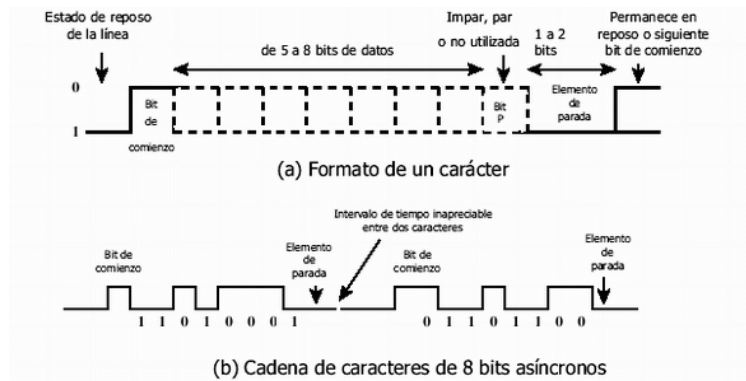 Estado de reposo
de la línea
Impar, par
o no utilizada
1 a 2
bits
Permanece en
reposo o siguiente
bit de comienzo
de 5 a 8 bits de datos
0
1
Bit
de
comienzo
Bit
P
Elemento
de
parada
(a) Formato de un carácter
Intervalo de tiempo inapreciable
entre dos caracteres
Bit de
comienzo
Elemento
de
parada
Bit de
comienzo
Elemento
de
parada
1 1 0 1 0 0 0 1
0 1 1 0 1 1 0 0
(b) Cadena de caracteres de 8 bits asíncronos